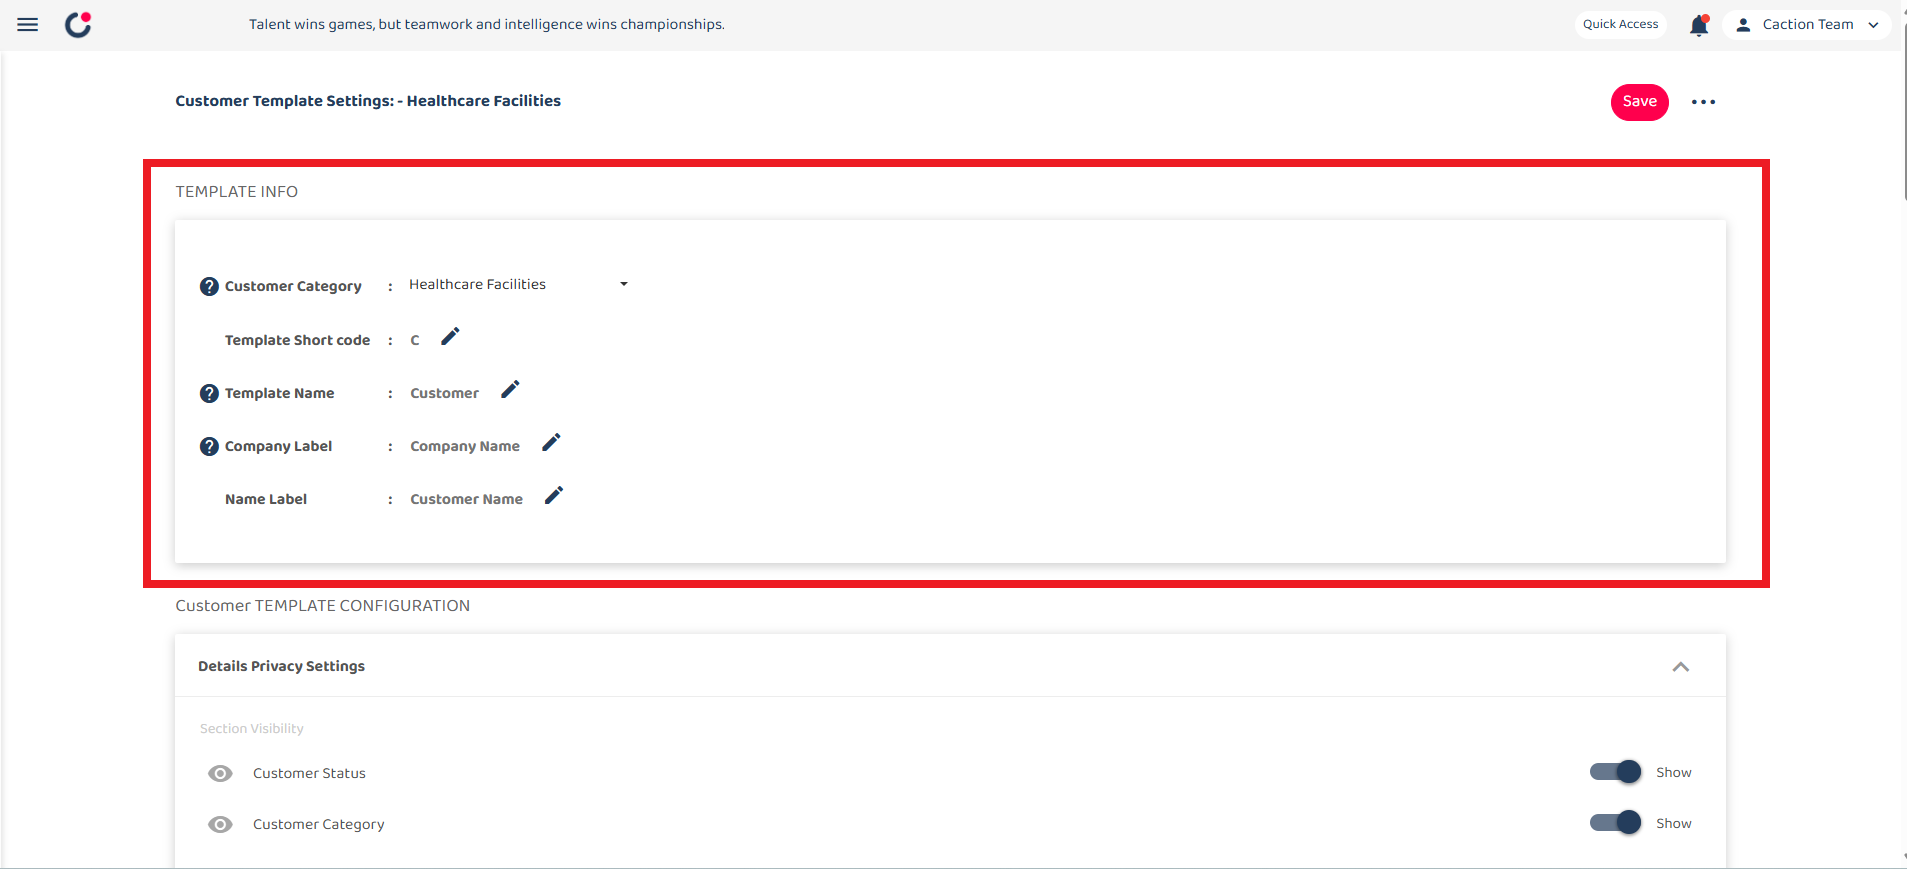 Talent wins games, but teamwork and intelligence wins championships.
Quick Access
Caction Team
Customer Template Settings: - Healthcare Facilities
Save
TEMPLATE INFO
? Customer Category : Healthcare Facilities
Template Short code : C
? Template Name : Customer
? Company Label : Company Name
Name Label : Customer Name
Customer TEMPLATE CONFIGURATION
Details Privacy Settings
Section Visibility
Customer Status Show
Customer Category Show